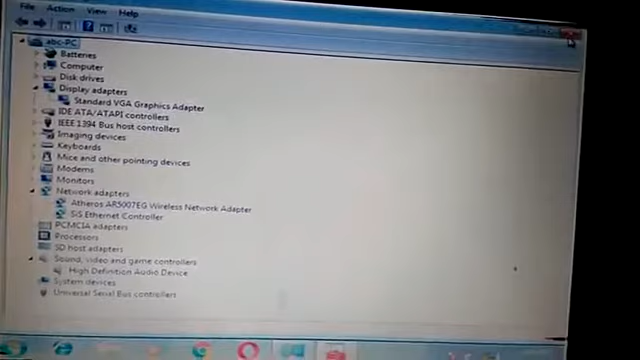 File Action View Help
abc-PC
Batteries
Computer
Disk drives
Display adapters
Standard VGA Graphics Adapter
IDE ATA/ATAPI controllers
IEEE 1394 Bus host controllers
Imaging devices
Keyboards
Mice and other pointing devices
Modems
Monitors
Network adapters
Atheros AR5007EG Wireless Network Adapter
SiS Ethernet Controller
PCMCIA adapters
Processors
SD host adapters
Sound, video and game controllers
High Definition Audio Device
System devices
Universal Serial Bus controllers